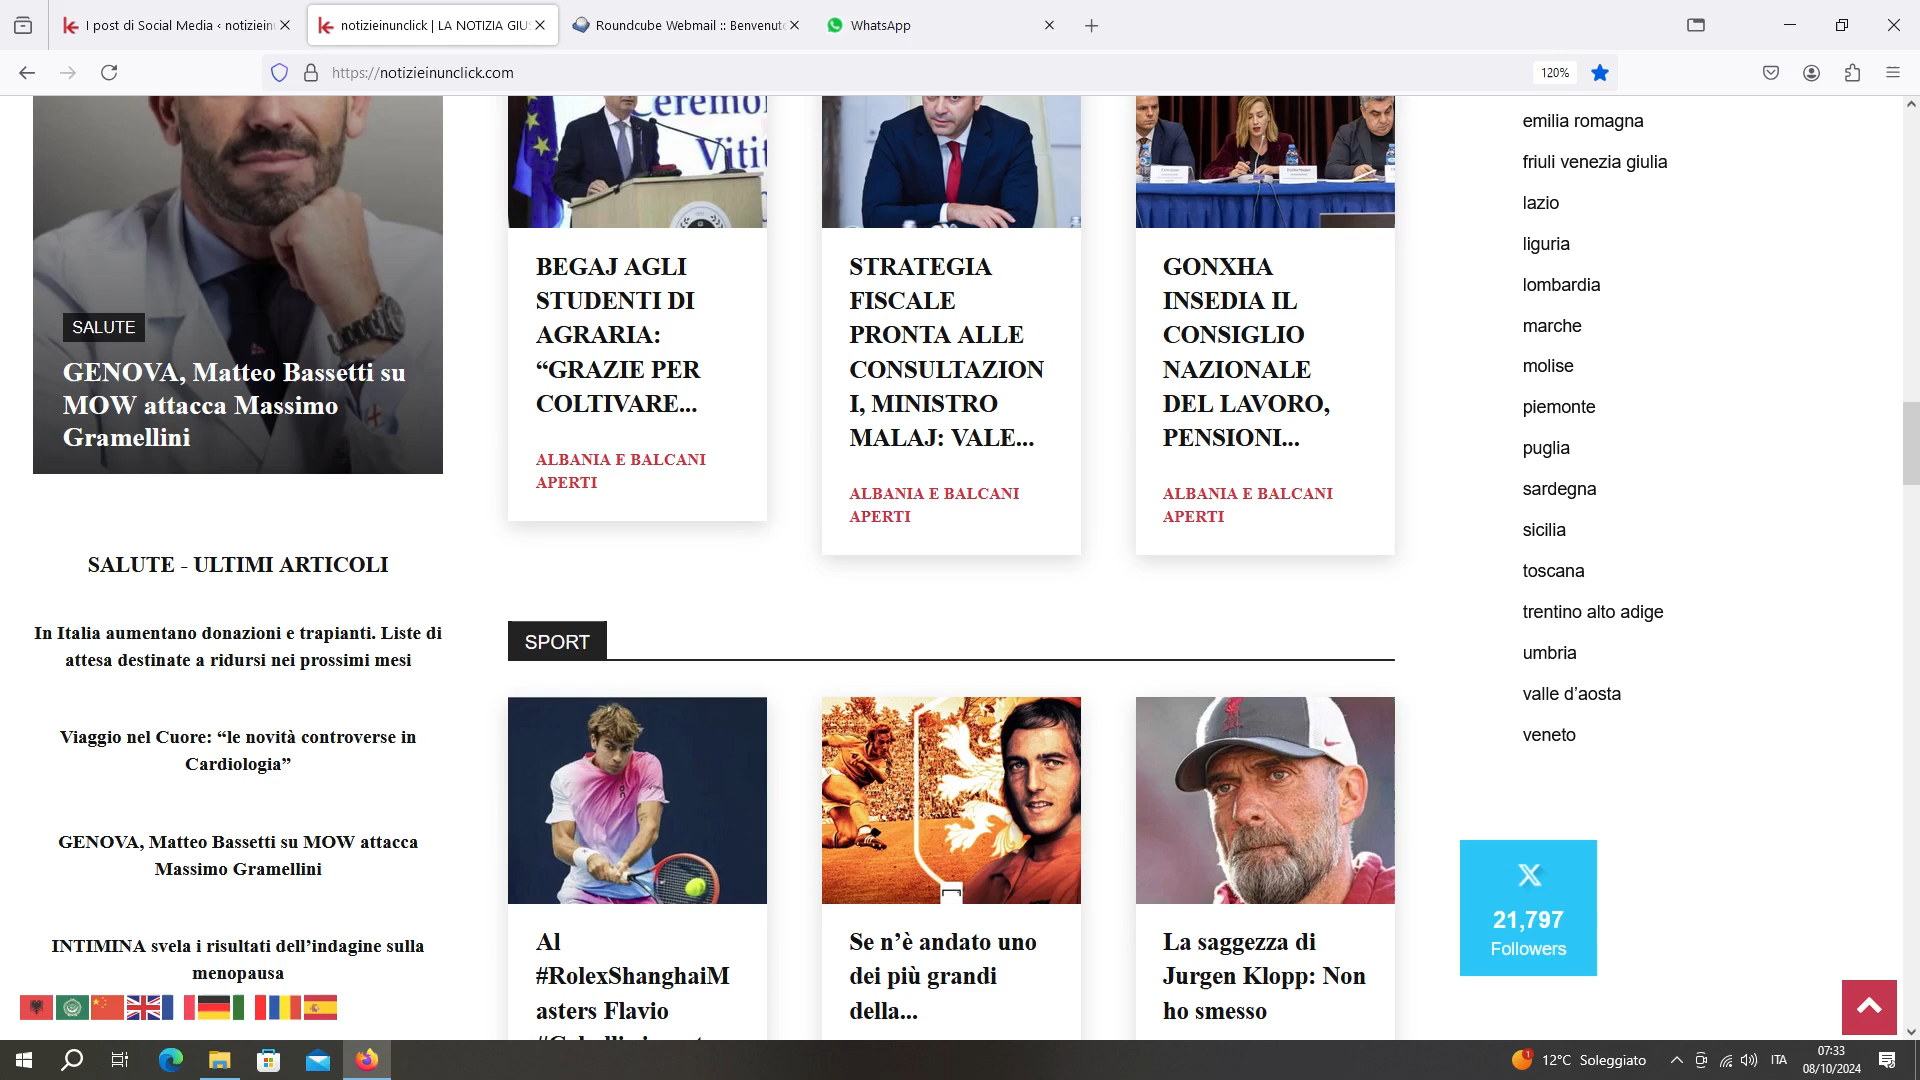 I post di Social Media ‹ notiziein
notizieinunclick | LA NOTIZIA GIUS
Roundcube Webmail :: Benvenuto
WhatsApp
https://notizieinunclick.com
120%
SALUTE
GENOVA, Matteo Bassetti su
MOW attacca Massimo
Gramellini
SALUTE - ULTIMI ARTICOLI
In Italia aumentano donazioni e trapianti. Liste di
attesa destinate a ridursi nei prossimi mesi
Viaggio nel Cuore: “le novità controverse in
Cardiologia”
GENOVA, Matteo Bassetti su MOW attacca
Massimo Gramellini
INTIMINA svela i risultati dell’indagine sulla
menopausa
Vitit
BEGAJ AGLI
STUDENTI DI
AGRARIA:
“GRAZIE PER
COLTIVARE...
ALBANIA E BALCANI
APERTI
STRATEGIA
FISCALE
PRONTA ALLE
CONSULTAZION
I, MINISTRO
MALAJ: VALE...
ALBANIA E BALCANI
APERTI
GONXHA
INSEDIA IL
CONSIGLIO
NAZIONALE
DEL LAVORO,
PENSIONI...
ALBANIA E BALCANI
APERTI
SPORT
Al
#RolexShanghaiM
asters Flavio
Se n’è andato uno
dei più grandi
della...
La saggezza di
Jurgen Klopp: Non
ho smesso
emilia romagna
friuli venezia giulia
lazio
liguria
lombardia
marche
molise
piemonte
puglia
sardegna
sicilia
toscana
trentino alto adige
umbria
valle d’aosta
veneto
21,797
Followers
1
12°C Soleggiato
ITA
07:33
08/10/2024